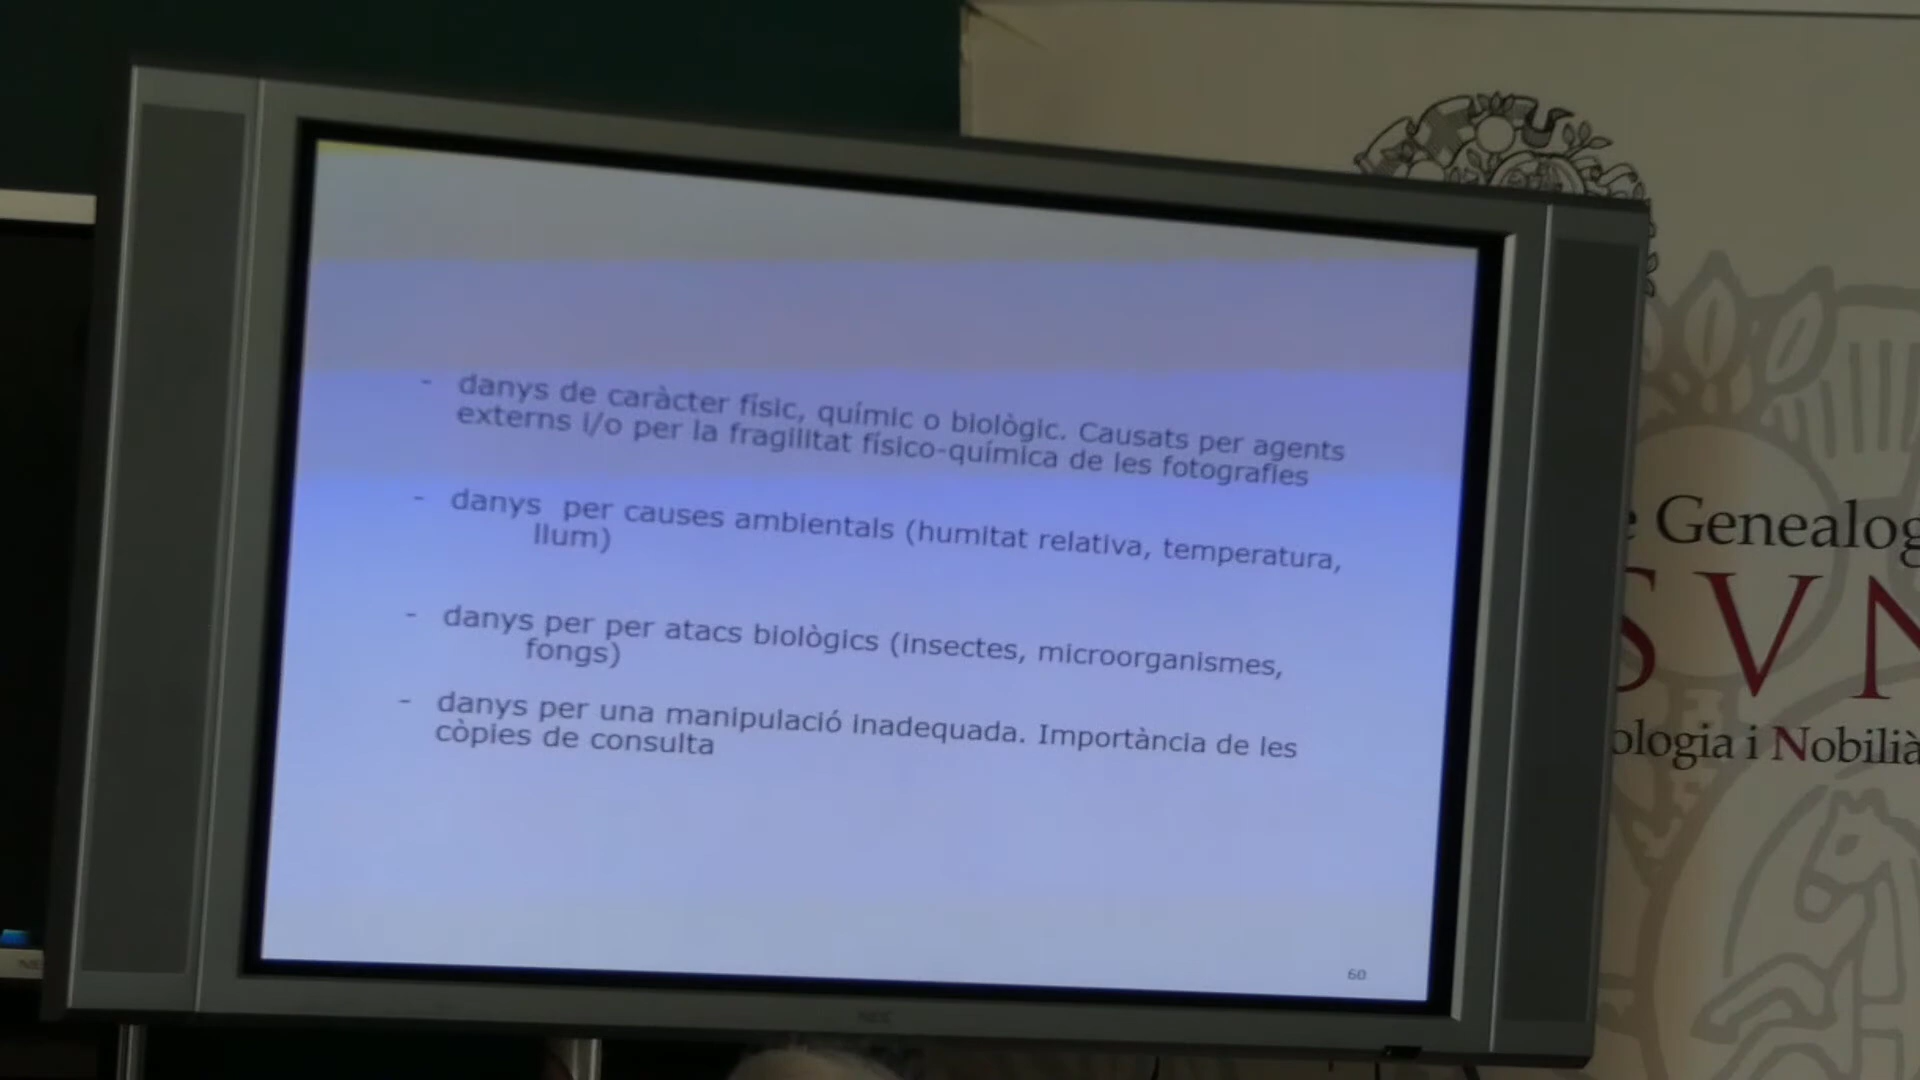 - danys de caràcter físic, químic o biològic. Causats per agents
externs i/o per la fragilitat físico-química de les fotografies
- danys per causes ambientals (humitat relativa, temperatura,
llum)
- danys per per atacs biològics (insectes, microorganismes,
fongs)
- danys per una manipulació inadequada. Importància de les
còpies de consulta
60
NEC
e Genealog
SVN
ologia i Nobilià